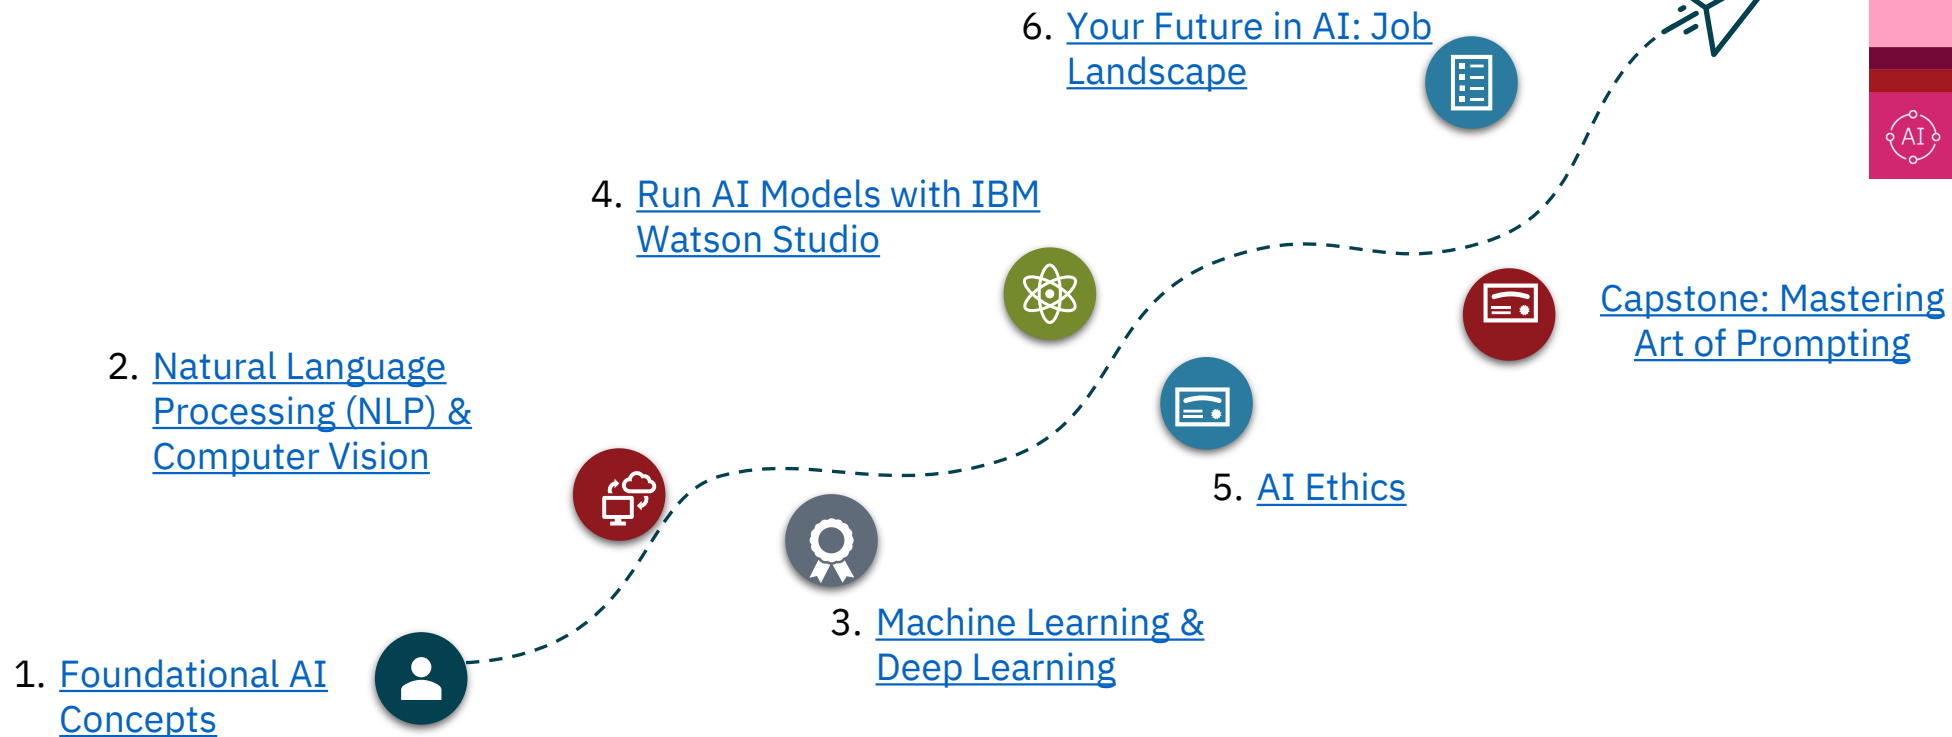 6. Your Future in AI: Job
Landscape
AI
4. Run AI Models with IBM
Watson Studio
Capstone: Mastering
Art of Prompting
2. Natural Language
Processing (NLP) &
Computer Vision
5. AI Ethics
3. Machine Learning &
Deep Learning
1. Foundational AI
Concepts